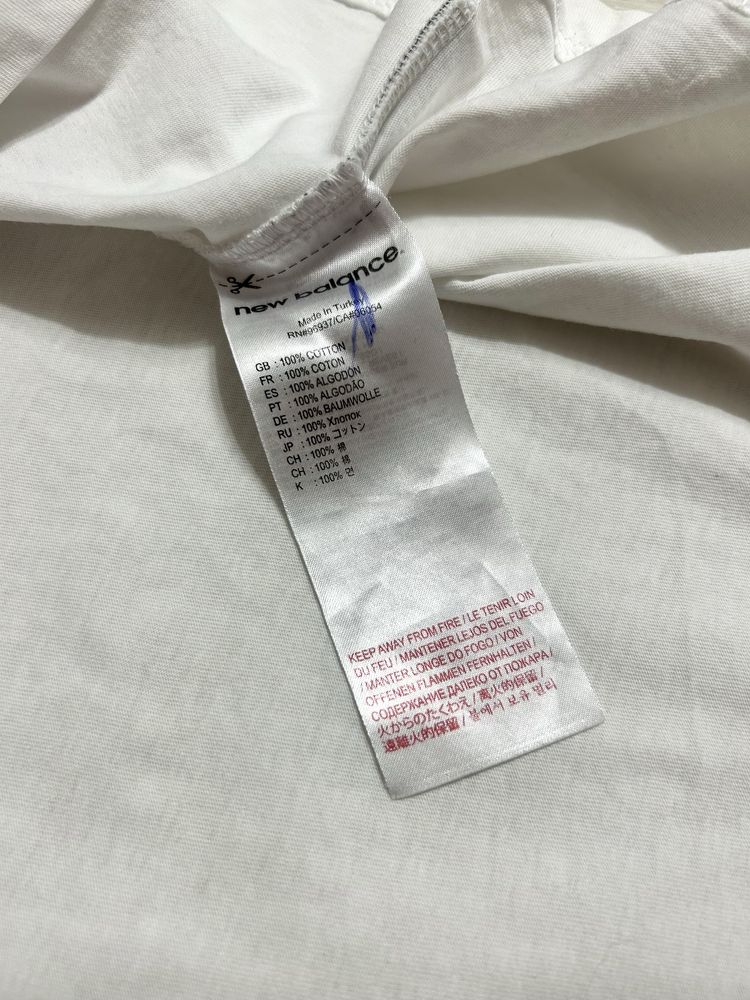 new balance
Made in Turkey
RN#96937/CA#06054
GB : 100% COTTON
FR : 100% COTON
ES : 100% ALGODÓN
PT : 100% ALGODÃO
DE : 100% BAUMWOLLE
RU : 100% Хлопок
JP : 100% コットン
CH : 100% 棉
CH : 100% 棉
K : 100% 면
KEEP AWAY FROM FIRE / LE TENIR LOIN
DU FEU / MANTENER LEJOS DEL FUEGO
/ MANTER LONGE DO FOGO / VON
OFFENEN FLAMMEN FERNHALTEN /
СОДЕРЖАНИЕ ДАЛЕКО ОТ ПОЖАРА /
火からのたくわえ / 离火的保留 /
遠離火的保留 / 불에서 보유 멀리